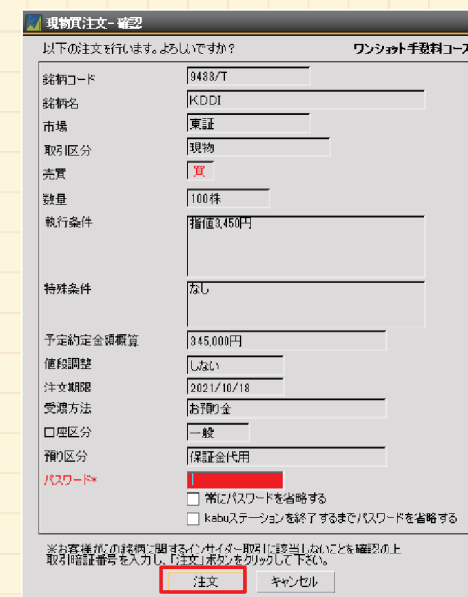 現物買注文-確認
以下の注文を行います。よろしいですか? ワンショット手数料コース
銘柄コード 9433/T
銘柄名 KDDI
市場 東証
取引区分 現物
売買 買
数量 100株
執行条件 指値3,450円
特殊条件 なし
予定約定金額概算 345,000円
値段調整 しない
注文期限 2021/10/18
受渡方法 お預り金
口座区分 一般
預り区分 保証金代用
パスワード*
常にパスワードを省略する
kabuステーションを終了するまでパスワードを省略する
※お客様がこの銘柄に関するインサイダー取引に該当しないことを確認の上
取引暗証番号を入力し、「注文」ボタンをクリックして下さい。
注文 キャンセル